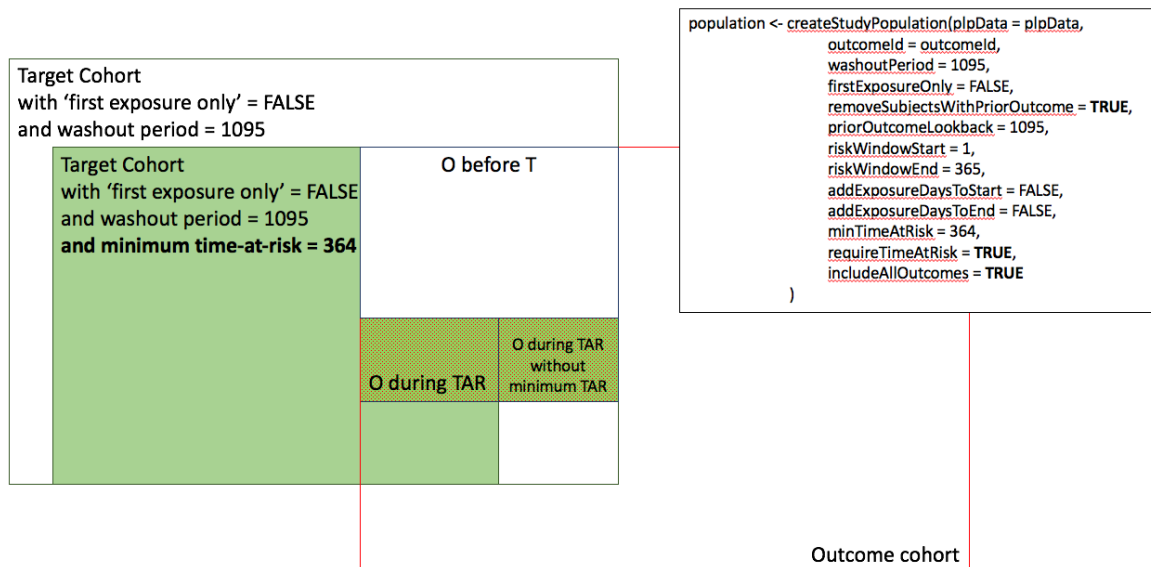 Target Cohort
with ‘first exposure only’ = FALSE
and washout period = 1095
Target Cohort
with ‘first exposure only’ = FALSE
and washout period = 1095
and minimum time-at-risk = 364
O before T
O during TAR
O during TAR
without
minimum TAR
population <- createStudyPopulation(plpData = plpData,
outcomeId = outcomeId,
washoutPeriod = 1095,
firstExposureOnly = FALSE,
removeSubjectsWithPriorOutcome = TRUE,
priorOutcomeLookback = 1095,
riskWindowStart = 1,
riskWindowEnd = 365,
addExposureDaysToStart = FALSE,
addExposureDaysToEnd = FALSE,
minTimeAtRisk = 364,
requireTimeAtRisk = TRUE,
includeAllOutcomes = TRUE
)
Outcome cohort